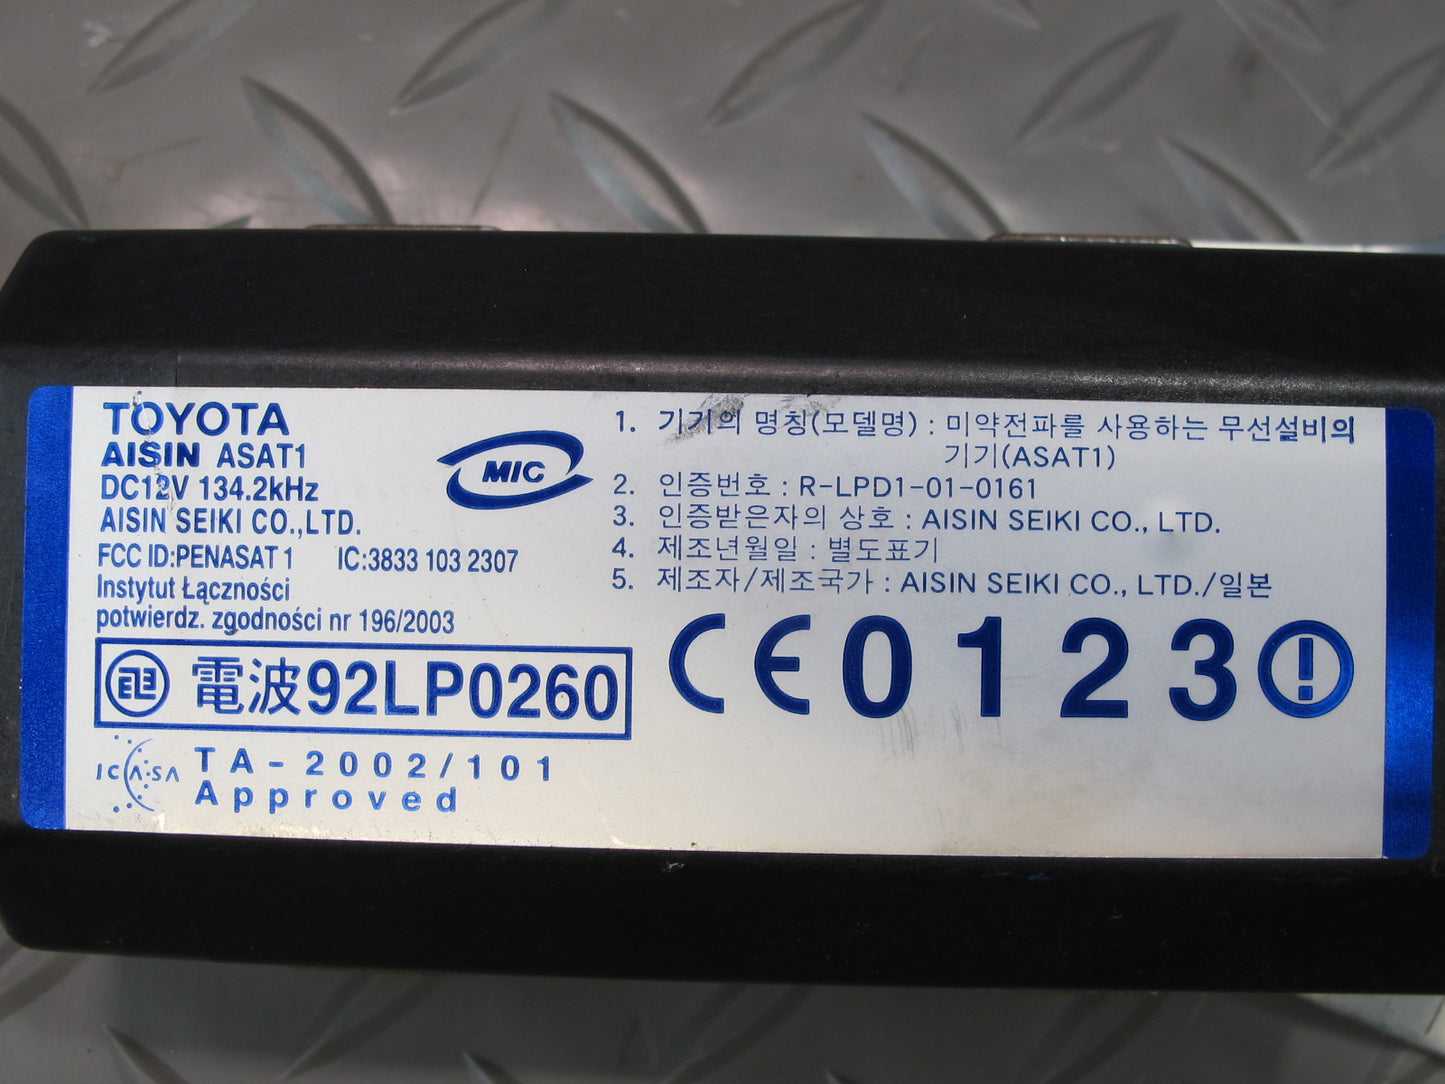 TOYOTA
AISIN ASAT1
DC12V 134.2kHz
AISIN SEIKI CO.,LTD.
FCC ID:PENASAT1 IC:3833 103 2307
Instytut Łączności
potwierdz. zgodności nr 196/2003
電波92LP0260
ICASA
TA-2002/101
Approved
MIC
1. 기기의 명칭(모델명) : 미약전파를 사용하는 무선설비의
기기(ASAT1)
2. 인증번호 : R-LPD1-01-0161
3. 인증받은자의 상호 : AISIN SEIKI CO., LTD.
4. 제조년월일 : 별도표기
5. 제조자/제조국가 : AISIN SEIKI CO., LTD./일본
CE0123!